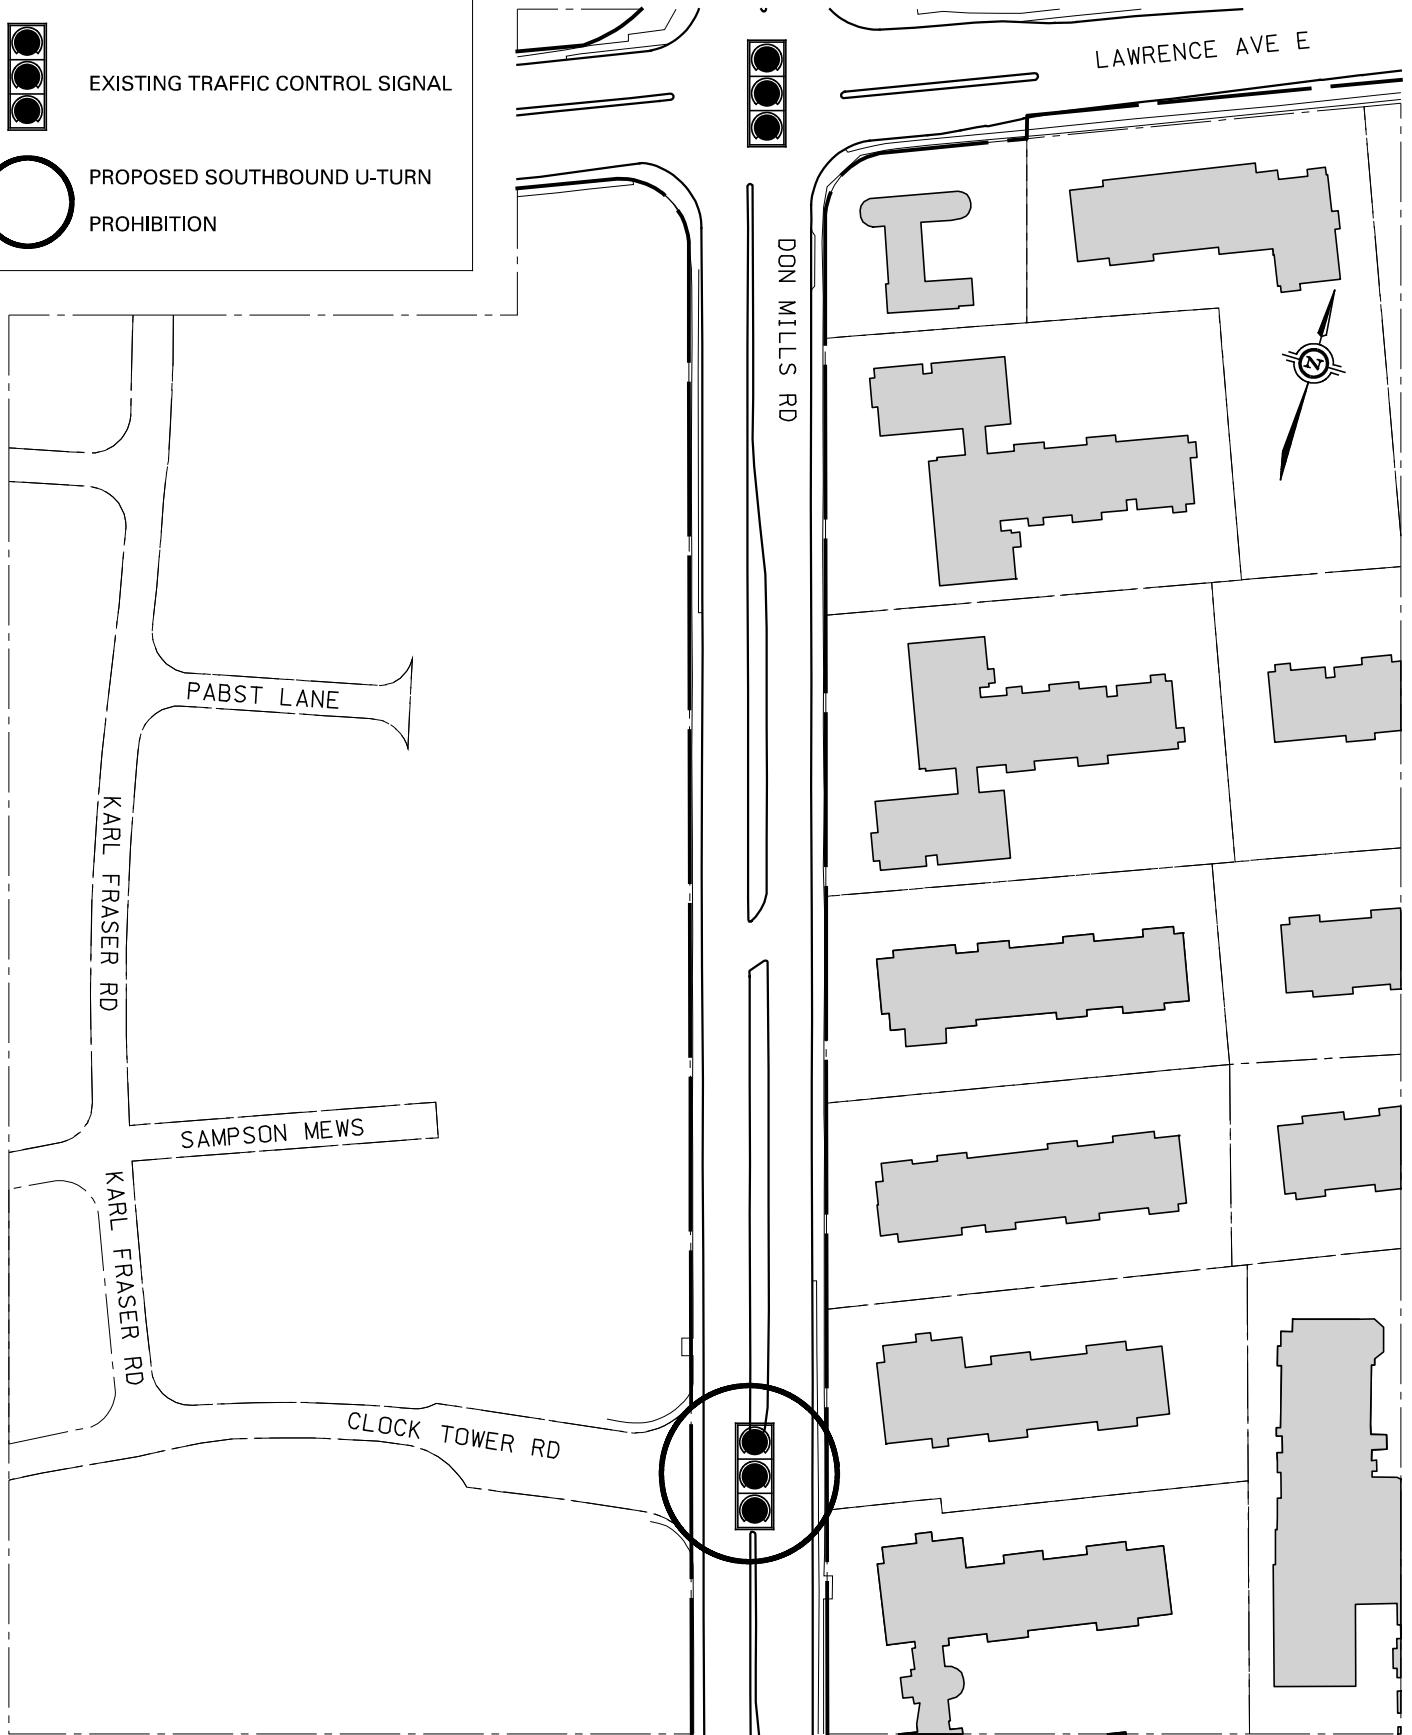 EXISTING TRAFFIC CONTROL SIGNAL
PROPOSED SOUTHBOUND U-TURN
PROHIBITION
LAWRENCE AVE E
DON MILLS RD
N
PABST LANE
KARL FRASER RD
SAMPSON MEWS
KARL FRASER RD
CLOCK TOWER RD